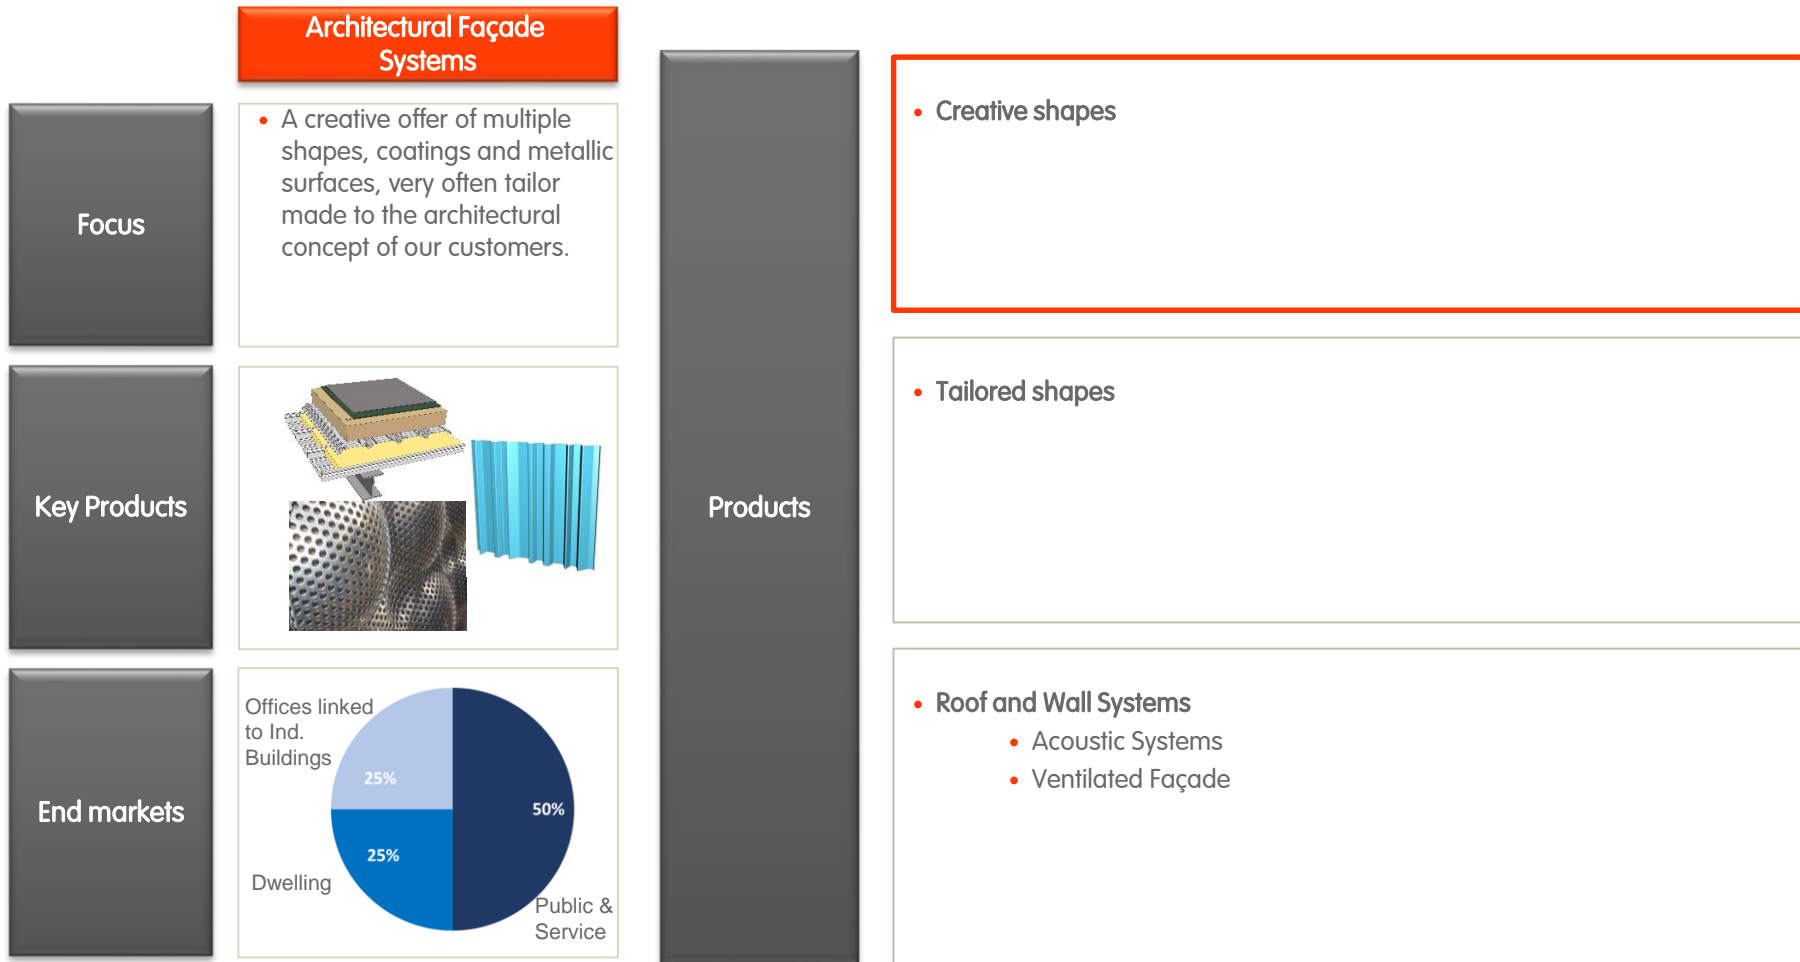 Architectural Façade
Systems
Focus
• A creative offer of multiple
shapes, coatings and metallic
surfaces, very often tailor
made to the architectural
concept of our customers.
Key Products
End markets
Offices linked
to Ind.
Buildings
25%
50%
25%
Dwelling
Public &
Service
Products
• Creative shapes
• Tailored shapes
• Roof and Wall Systems
• Acoustic Systems
• Ventilated Façade